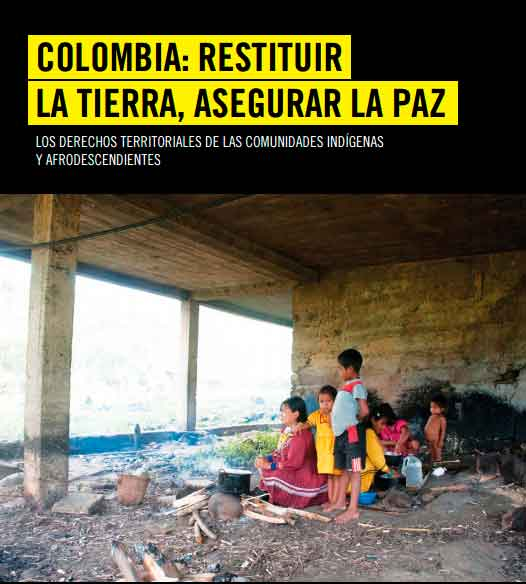 COLOMBIA: RESTITUIR
LA TIERRA, ASEGURAR LA PAZ
LOS DERECHOS TERRITORIALES DE LAS COMUNIDADES INDÍGENAS
Y AFRODESCENDIENTES